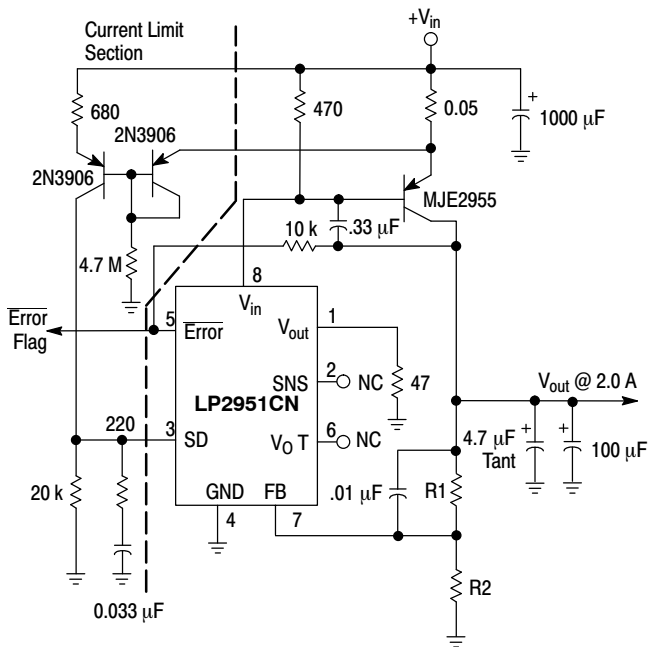 Current Limit
Section
+Vin
680
470
0.05
+
1000 μF
2N3906
2N3906
MJE2955
10 k
.33 μF
4.7 M
8
Vin
Error
Flag
5
Error
Vout
1
SNS
2
NC
47
LP2951CN
Vout @ 2.0 A
220
3
SD
VO T
6
NC
4.7 μF
Tant
+
+
100 μF
20 k
GND
FB
.01 μF
R1
4
7
R2
0.033 μF